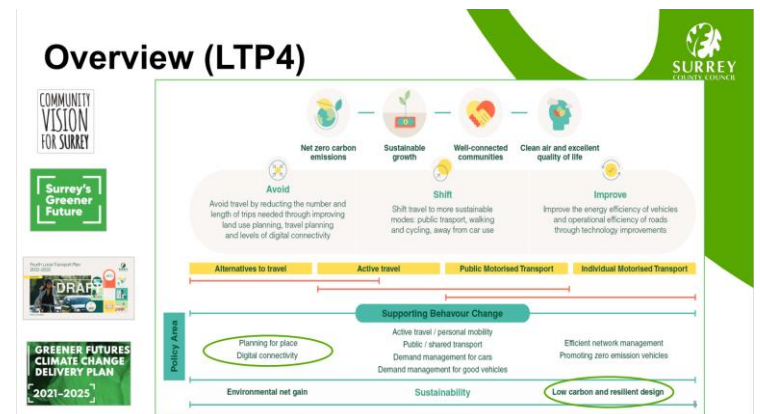 Overview (LTP4)
SURREY
COUNTY COUNCIL
COMMUNITY
VISION
FOR SURREY
Surrey's
Greener
Future
DRAFT
GREENER FUTURES
CLIMATE CHANGE
DELIVERY PLAN
2021–2025
Net zero carbon
emissions
Sustainable
growth
Well-connected
communities
Clean air and excellent
quality of life
Avoid
Avoid travel by reducing the number and
length of trips needed through improving
land use planning, travel planning
and levels of digital connectivity
Shift
Shift travel to more sustainable
modes: public trasport, walking
and cycling, away from car use
Improve
Improve the energy efficiency of vehicles
and operational efficiency of roads
through technology improvements
Alternatives to travel
Active travel
Public Motorised Transport
Individual Motorised Transport
Policy Area
Supporting Behavour Change
Planning for place
Digital connectivity
Active travel / personal mobility
Public / shared transport
Demand management for cars
Demand management for good vehicles
Efficient network management
Promoting zero emission vehicles
Environmental net gain
Sustainability
Low carbon and resilient design